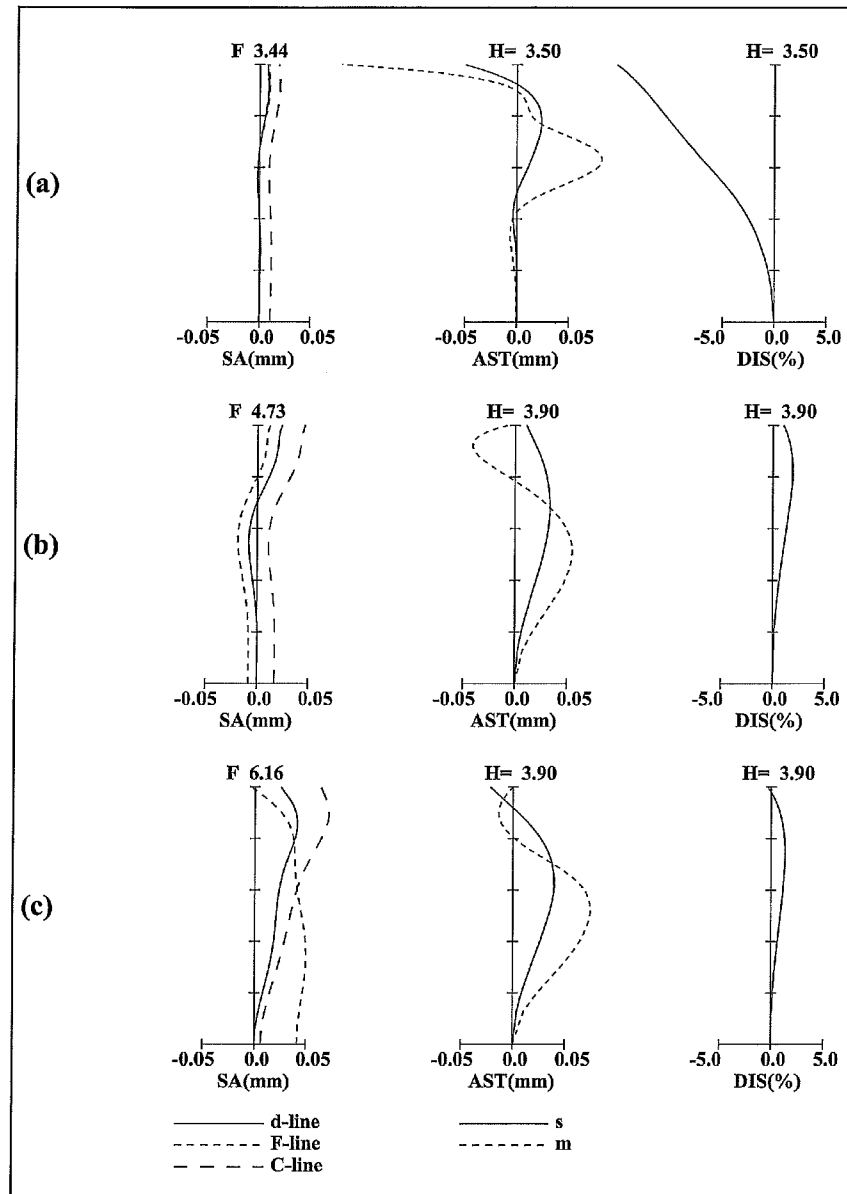 F 3.44 H= 3.50 H= 3.50
(a)
-0.05 0.0 0.05 -0.05 0.0 0.05 -5.0 0.0 5.0
SA(mm) AST(mm) DIS(%)
F 4.73 H= 3.90 H= 3.90
(b)
-0.05 0.0 0.05 -0.05 0.0 0.05 -5.0 0.0 5.0
SA(mm) AST(mm) DIS(%)
F 6.16 H= 3.90 H= 3.90
(c)
-0.05 0.0 0.05 -0.05 0.0 0.05 -5.0 0.0 5.0
SA(mm) AST(mm) DIS(%)
d-line s
F-line m
C-line